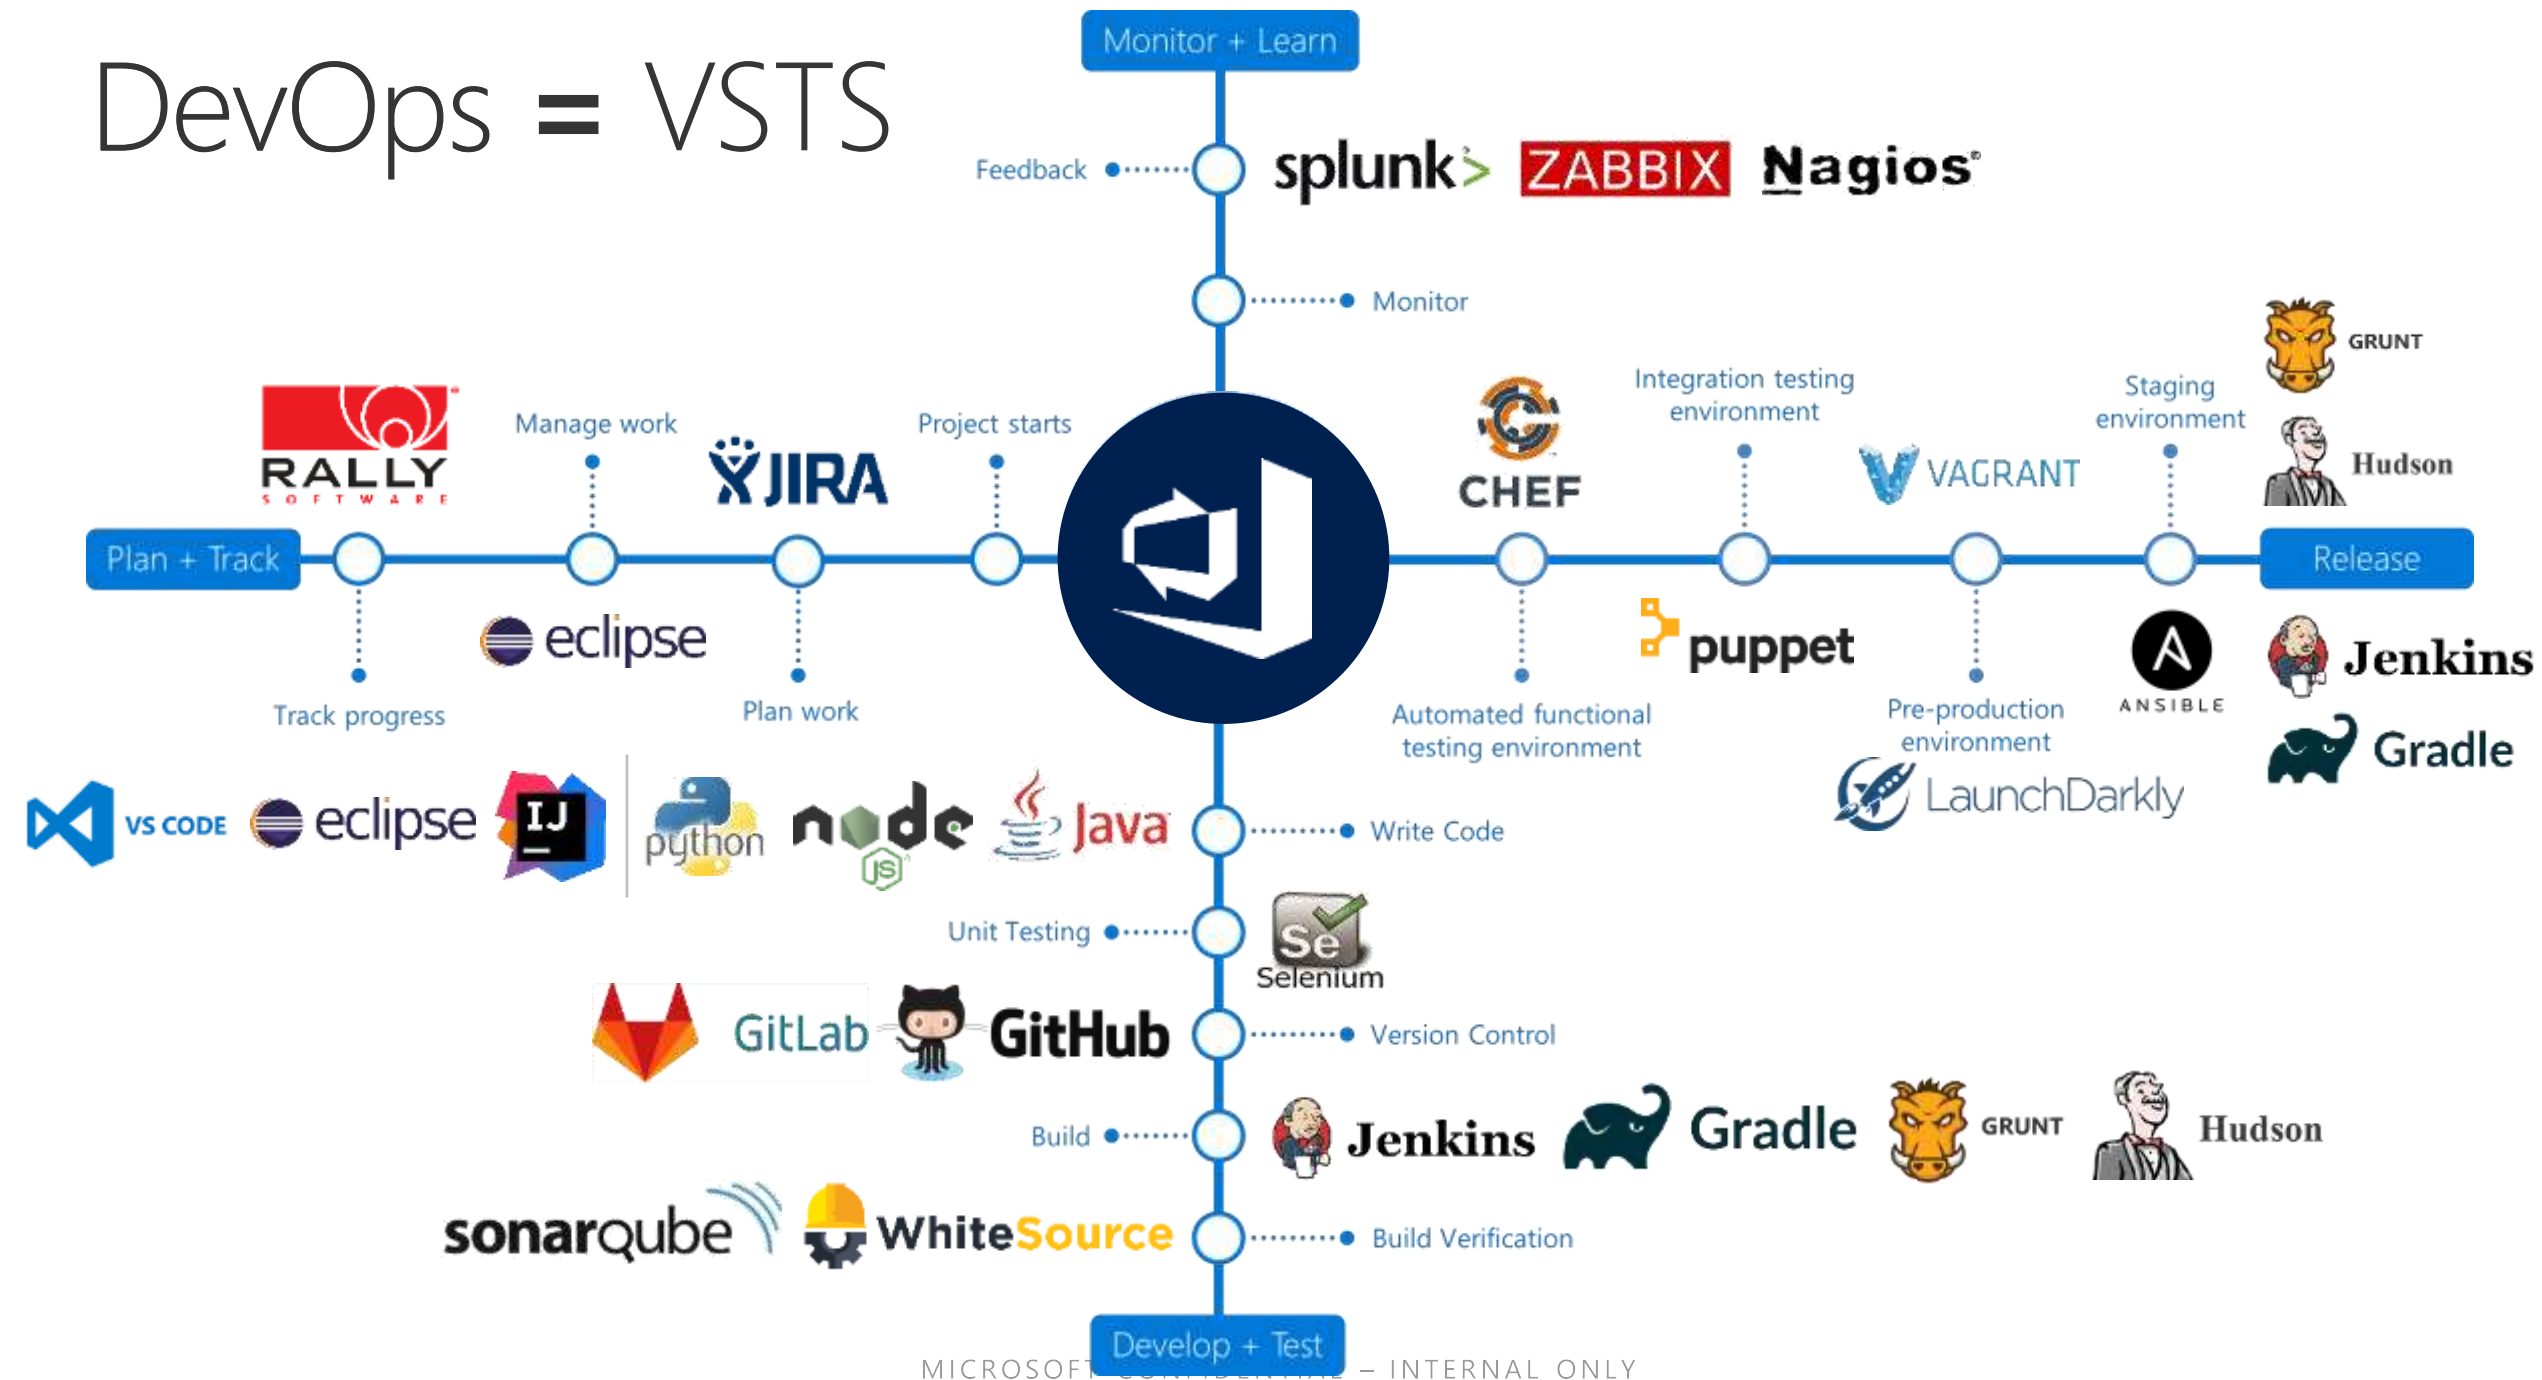 Monitor + Learn
DevOps = VSTS
Feedback
splunk>
ZABBIX
Nagios®
Monitor
GRUNT
Integration testing
environment
Staging
environment
RALLY
SOFTWARE
Manage work
JIRA
Project starts
CHEF
VAGRANT
Hudson
Plan + Track
Release
eclipse
puppet
ANSIBLE
Jenkins
Track progress
Plan work
Automated functional
testing environment
Pre-production
environment
Gradle
LaunchDarkly
VS CODE
eclipse
IJ
python
node
JS
Java
Write Code
Unit Testing
Se
Selenium
GitLab
GitHub
Version Control
Build
Jenkins
Gradle
GRUNT
Hudson
sonarqube
WhiteSource
Build Verification
Develop + Test
MICROSOFT CONFIDENTIAL – INTERNAL ONLY